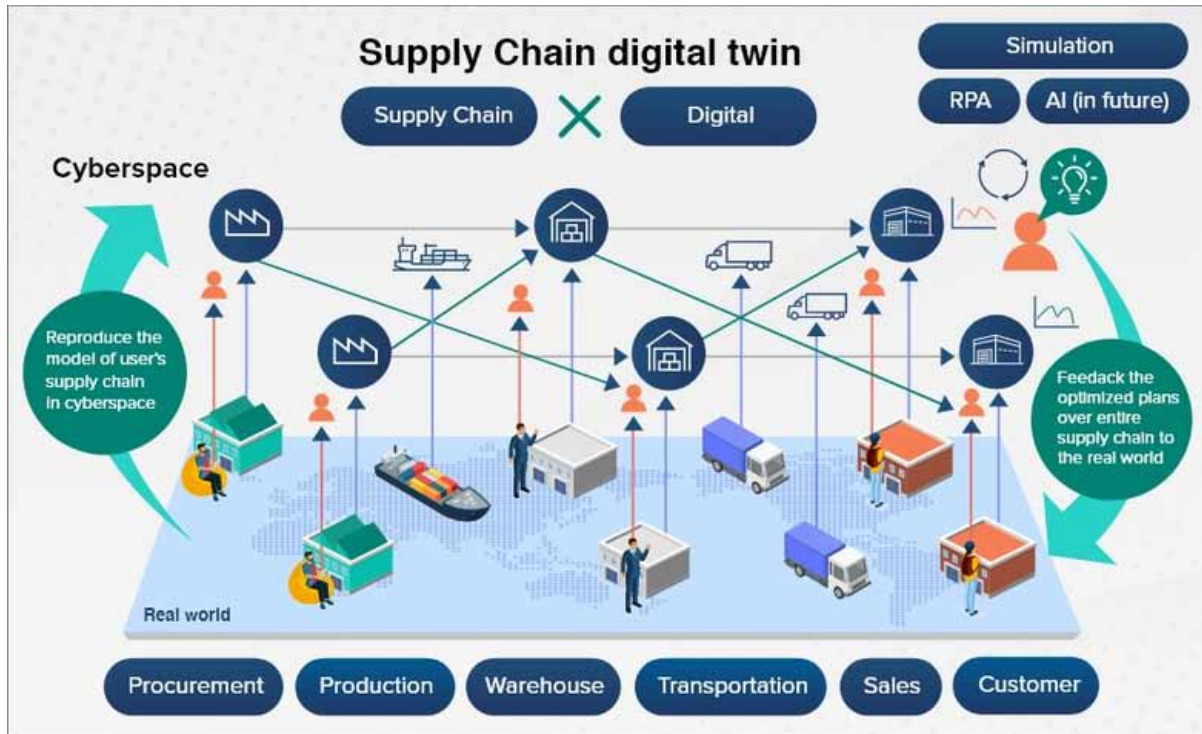 Supply Chain digital twin
Supply Chain
Digital
Simulation
RPA
AI (in future)
Cyberspace
Reproduce the
model of user's
supply chain
in cyberspace
Feedack the
optimized plans
over entire
supply chain to
the real world
Real world
Procurement
Production
Warehouse
Transportation
Sales
Customer